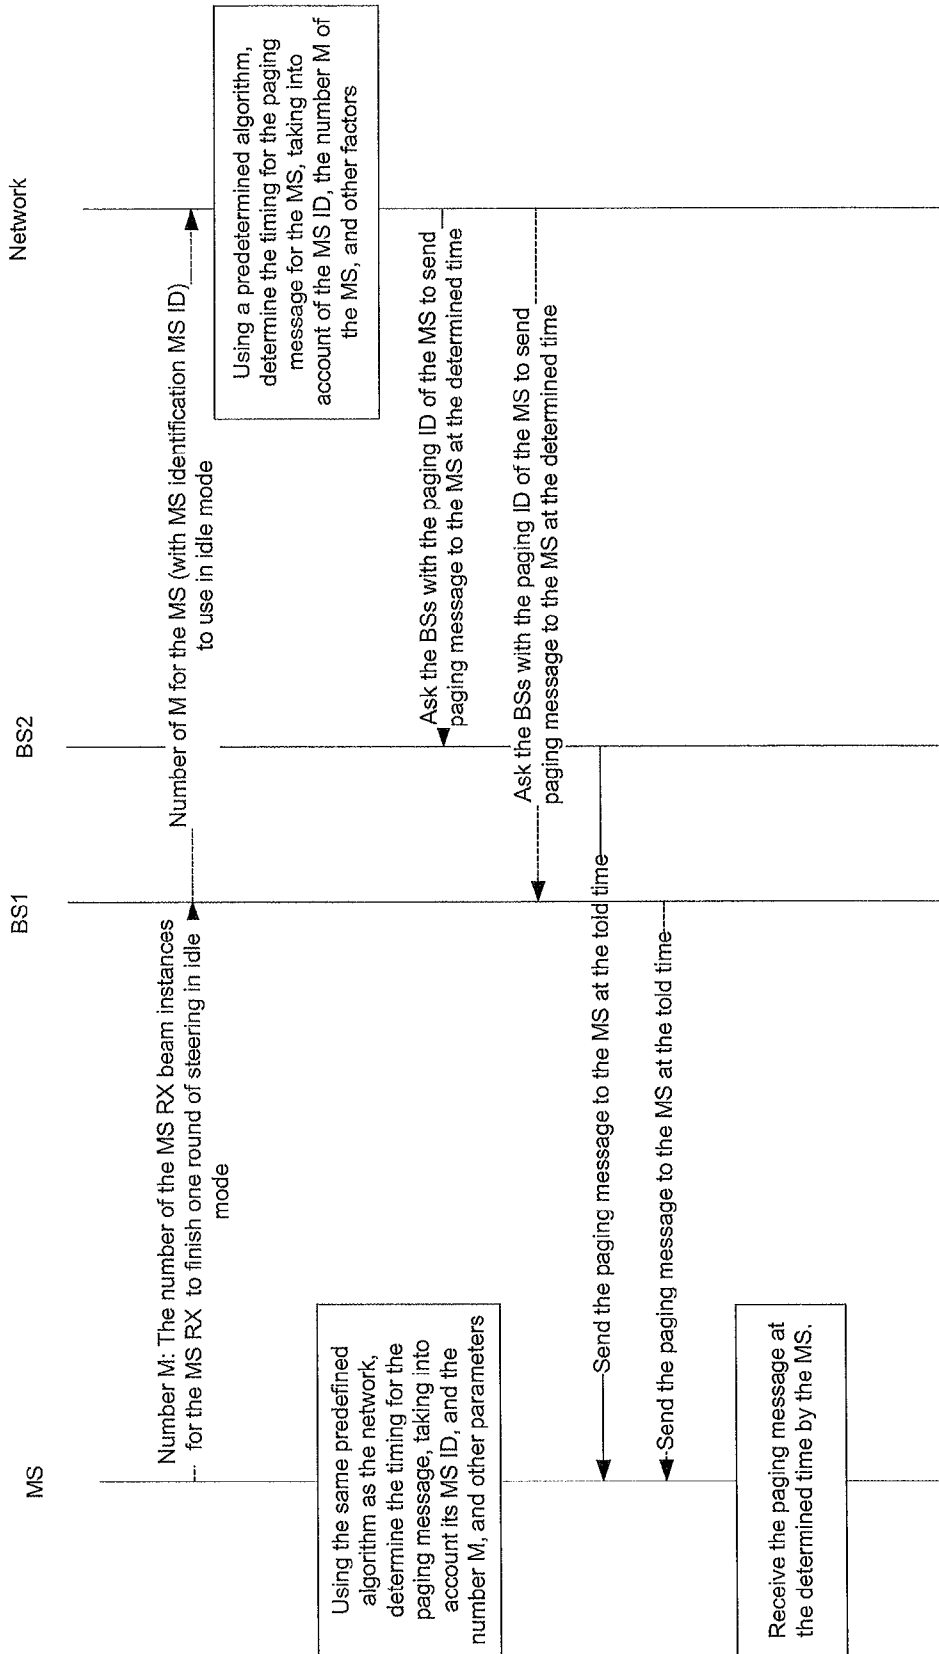 MS
BS1
BS2
Network
Number M: The number of the MS RX beam instances
for the MS RX to finish one round of steering in idle
mode
Number of M for the MS (with MS identification MS ID)
to use in idle mode
Using a predetermined algorithm,
determine the timing for the paging
message for the MS, taking into
account of the MS ID, the number M of
the MS, and other factors
Using the same predefined
algorithm as the network,
determine the timing for the
paging message, taking into
account its MS ID, and the
number M, and other parameters
Ask the BSs with the paging ID of the MS to send
paging message to the MS at the determined time
Ask the BSs with the paging ID of the MS to send
paging message to the MS at the determined time
Send the paging message to the MS at the told time
Send the paging message to the MS at the told time
Receive the paging message at
the determined time by the MS.